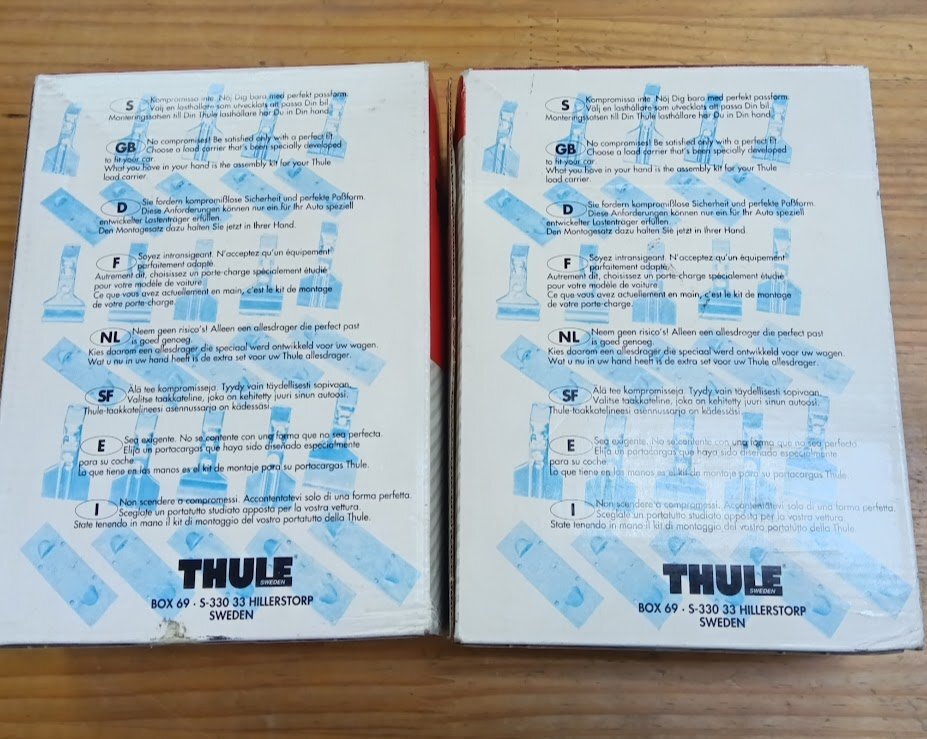 S Kompromissa inte. Nöj Dig bara med perfekt passform.
Välj en lasthållare som utvecklats att passa Din bil.
Monteringssatsen till Din Thule lasthållare har Du in Din hand.
GB No compromises! Be satisfied only with a perfect fit.
Choose a load carrier that's been specially developed
to fit your car.
What you have in your hand is the assembly kit for your Thule
load carrier.
D Sie fordern kompromißlose Sicherheit und perfekte Paßform.
Diese Anforderungen können nur ein für Ihr Auto speziell
entwickelter Lastenträger erfüllen.
Den Montagesatz dazu halten Sie jetzt in Ihrer Hand.
F Soyez intransigeant. N'acceptez qu'un équipement
parfaitement adapté.
Autrement dit, choisissez un porte-charge spécialement étudié
pour votre modèle de voiture.
Ce que vous avez actuellement en main, c'est le kit de montage
de votre porte-charge.
NL Neem geen risico's! Alleen een allesdrager die perfect past
is goed genoeg.
Kies daarom een allesdrager die speciaal werd ontwikkeld voor uw wagen.
Wat u nu in uw hand heeft is de extra set voor uw Thule allesdrager.
SF Älä tee kompromisseja. Tyydy vain täydellisesti sopivaan.
Valitse taakkateline, joka on kehitetty juuri sinun autoosi.
Thule-taakkatelineesi asennussarja on kädessäsi.
E Sea exigente. No se contente con una forma que no sea perfecta.
Elija un portacargas que haya sido diseñado especialmente
para su coche.
Lo que tiene en las manos es el kit de montaje para su portacargas Thule.
I Non scendere a compromessi. Accontentatevi solo di una forma perfetta.
Sceglate un portatutto studiato apposta per la vostra vettura.
State tenendo in mano il kit di montaggio del vostro portatutto della Thule.
THULE
SWEDEN
BOX 69 · S-330 33 HILLERSTORP
SWEDEN
S Kompromissa inte. Nöj Dig bara med perfekt passform.
Välj en lasthållare som utvecklats att passa Din bil.
Monteringssatsen till Din Thule lasthållare har Du in Din hand.
GB No compromises! Be satisfied only with a perfect fit.
Choose a load carrier that's been specially developed
to fit your car.
What you have in your hand is the assembly kit for your Thule
load carrier.
D Sie fordern kompromißlose Sicherheit und perfekte Paßform.
Diese Anforderungen können nur ein für Ihr Auto speziell
entwickelter Lastenträger erfüllen.
Den Montagesatz dazu halten Sie jetzt in Ihrer Hand.
F Soyez intransigeant. N'acceptez qu'un équipement
parfaitement adapté.
Autrement dit, choisissez un porte-charge spécialement étudié
pour votre modèle de voiture.
Ce que vous avez actuellement en main, c'est le kit de montage
de votre porte-charge.
NL Neem geen risico's! Alleen een allesdrager die perfect past
is goed genoeg.
Kies daarom een allesdrager die speciaal werd ontwikkeld voor uw wagen.
Wat u nu in uw hand heeft is de extra set voor uw Thule allesdrager.
SF Älä tee kompromisseja. Tyydy vain täydellisesti sopivaan.
Valitse taakkateline, joka on kehitetty juuri sinun autoosi.
Thule-taakkatelineesi asennussarja on kädessäsi.
E Sea exigente. No se contente con una forma que no sea perfecta.
Elija un portacargas que haya sido diseñado especialmente
para su coche.
Lo que tiene en las manos es el kit de montaje para su portacargas Thule.
I Non scendere a compromessi. Accontentatevi solo di una forma perfetta.
Sceglate un portatutto studiato apposta per la vostra vettura.
State tenendo in mano il kit di montaggio del vostro portatutto della Thule.
THULE
SWEDEN
BOX 69 · S-330 33 HILLERSTORP
SWEDEN